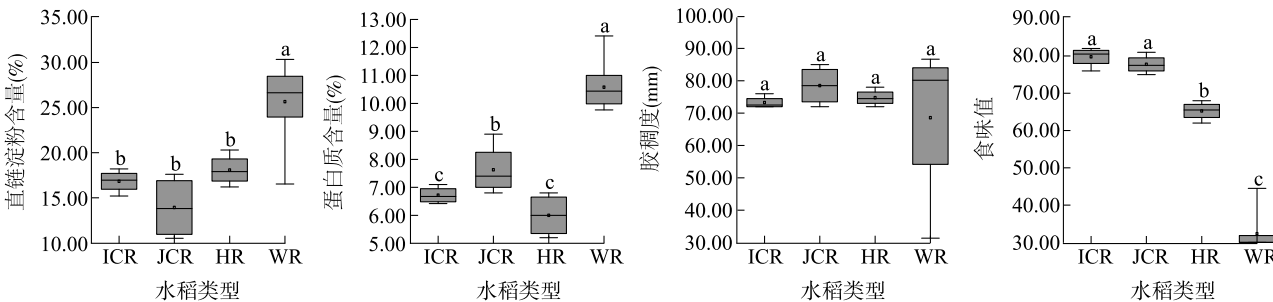 直链淀粉含量(%)
35.00
30.00
25.00
20.00
15.00
10.00
b
b
b
a
ICR JCR HR WR
水稻类型
蛋白质含量(%)
13.00
12.00
11.00
10.00
9.00
8.00
7.00
6.00
5.00
c
b
c
a
ICR JCR HR WR
水稻类型
胶稠度(mm)
100.00
90.00
80.00
70.00
60.00
50.00
40.00
30.00
a
a
a
a
ICR JCR HR WR
水稻类型
食味值
90.00
80.00
70.00
60.00
50.00
40.00
30.00
a
a
b
c
ICR JCR HR WR
水稻类型